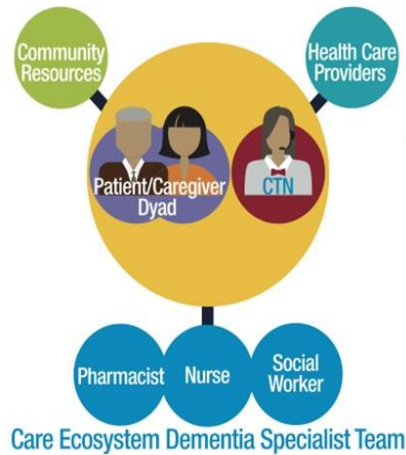 Community
Resources
Health Care
Providers
Patient/Caregiver
Dyad
CTN
Pharmacist
Nurse
Social
Worker
Care Ecosystem Dementia Specialist Team